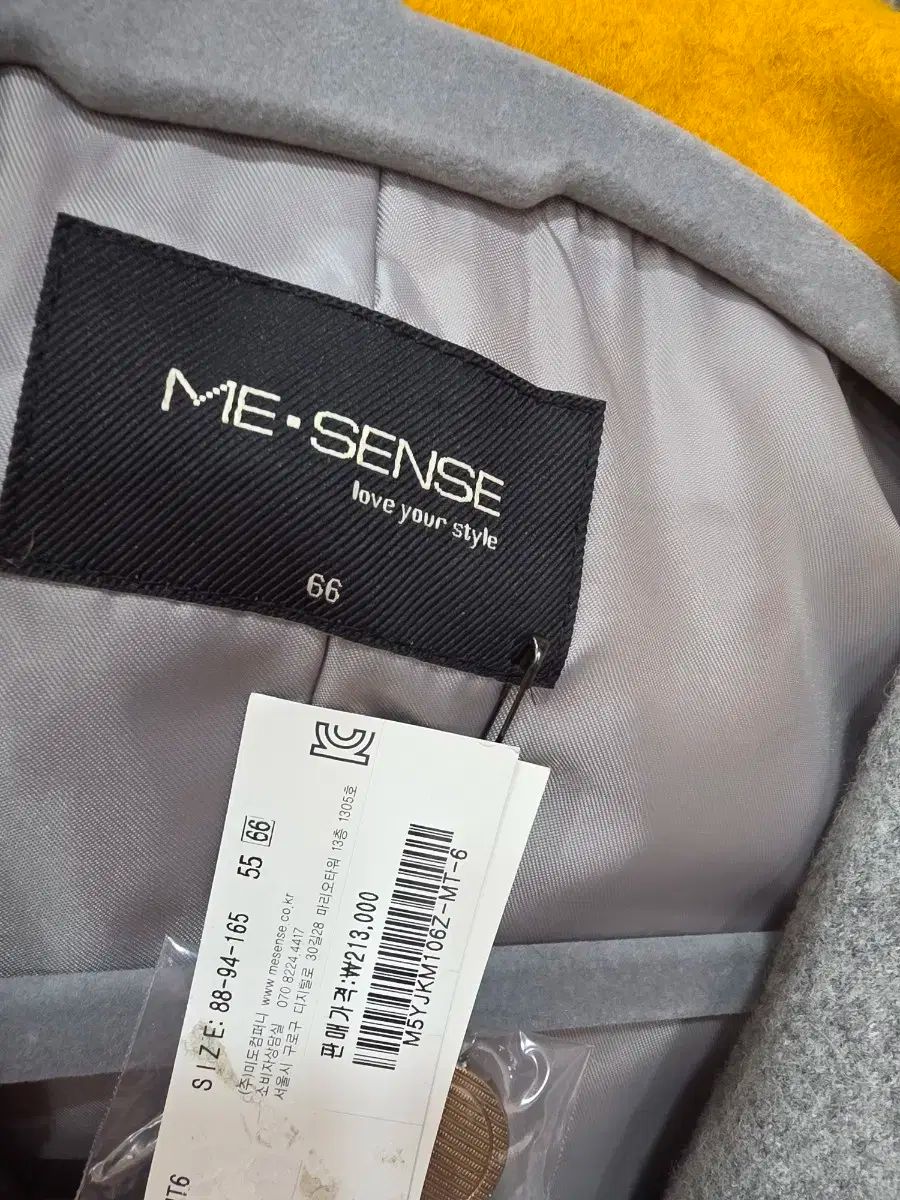 ME·SENSE
love your style
66
SIZE: 88-94-165 55 66
(주)미도컴퍼니 www.mesense.co.kr
소비자상담실 070 8224,4417
서울시 구로구 디지털로 30길28 마리오타워 13층 1305호
판매가격:₩213,000
M5YJKM106Z-MT-6